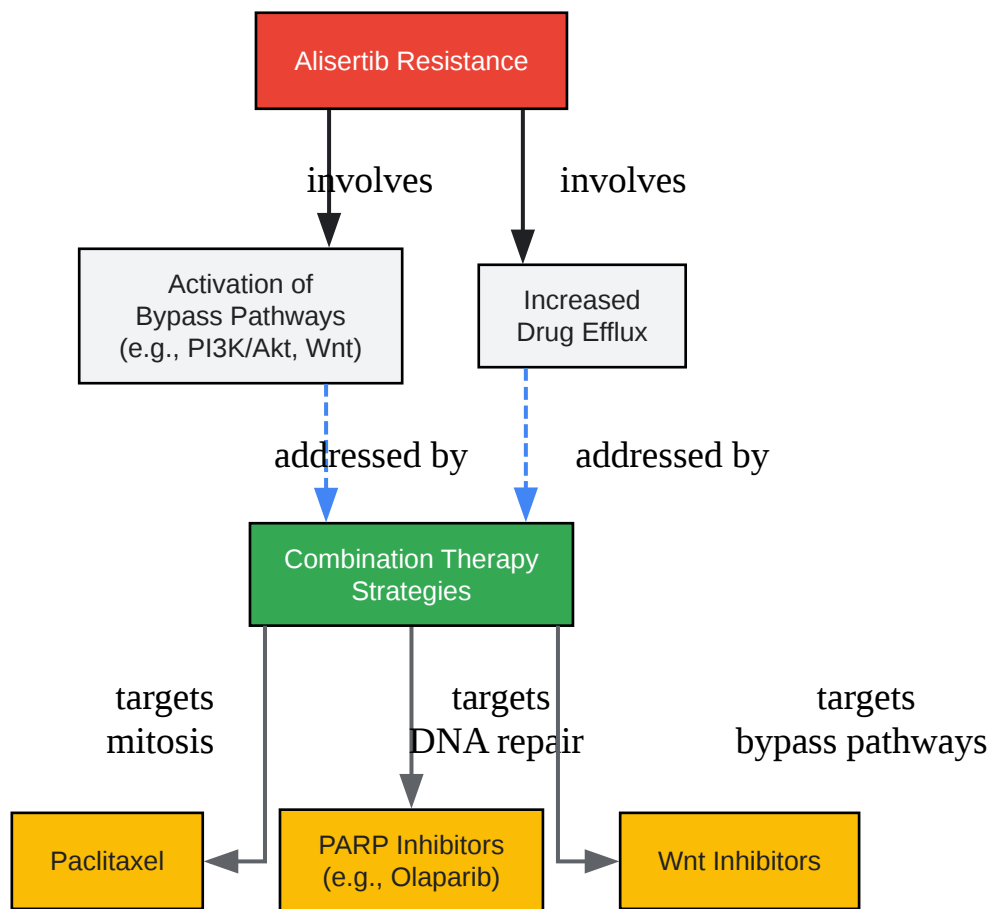 Alisertib Resistance
involves
involves
Activation of
Bypass Pathways
(e.g., PI3K/Akt, Wnt)
Increased
Drug Efflux
addressed by
addressed by
Combination Therapy
Strategies
targets
mitosis
targets
DNA repair
targets
bypass pathways
Paclitaxel
PARP Inhibitors
(e.g., Olaparib)
Wnt Inhibitors